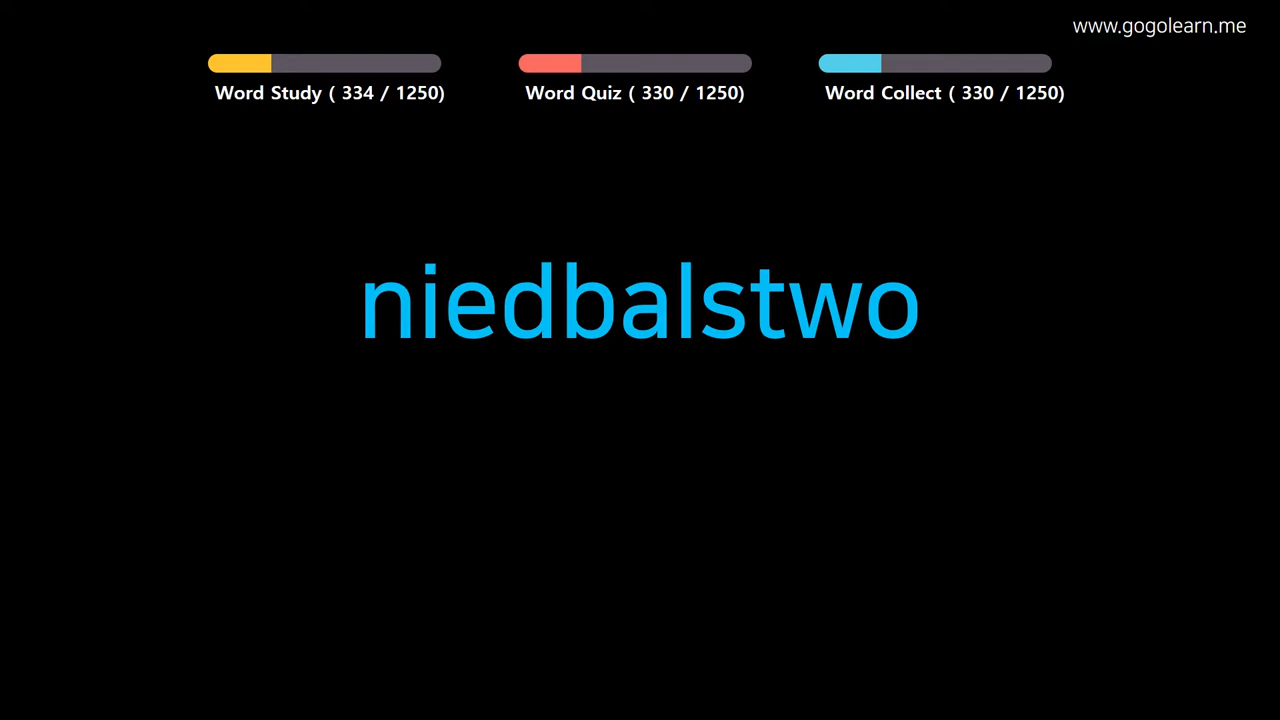 www.gogolearn.me
Word Study ( 334 / 1250)
Word Quiz ( 330 / 1250)
Word Collect ( 330 / 1250)
niedbalstwo